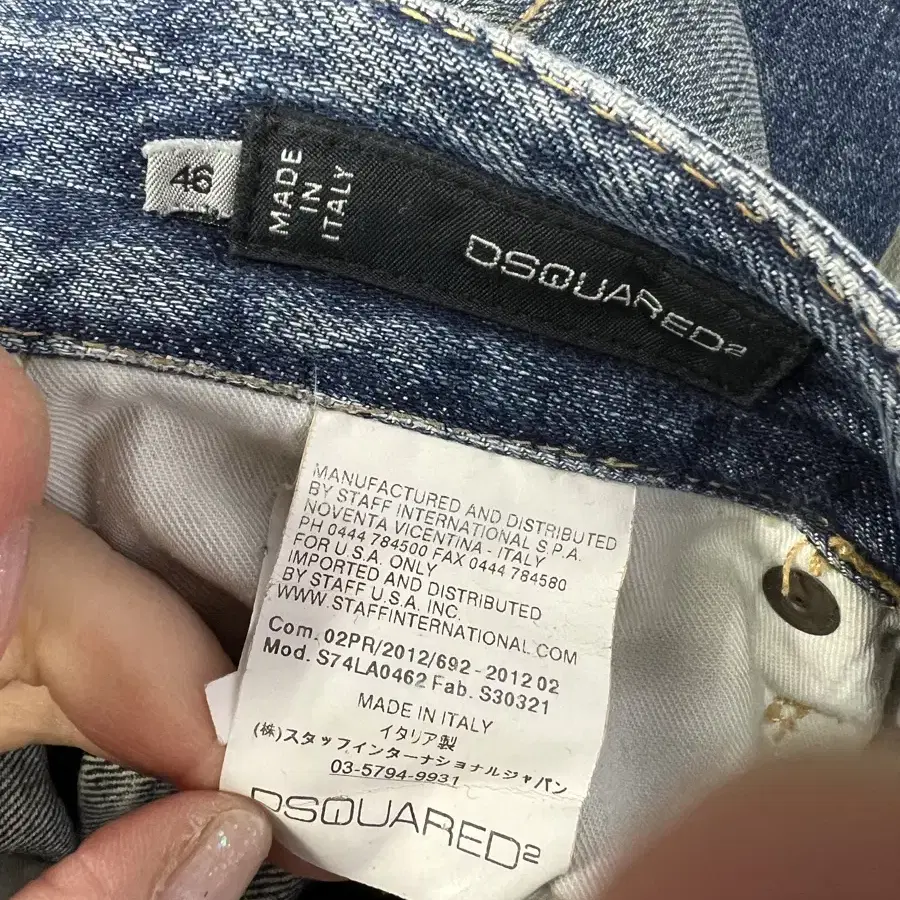 46
MADE
IN
ITALY
DSQUARED2
MANUFACTURED AND DISTRIBUTED
BY STAFF INTERNATIONAL S.P.A.
NOVENTA VICENTINA - ITALY
PH 0444 784500 FAX 0444 784580
FOR U.S.A. ONLY
IMPORTED AND DISTRIBUTED
BY STAFF U.S.A. INC.
WWW.STAFFINTERNATIONAL.COM
Com. 02PR/2012/692-2012 02
Mod. S74LA0462 Fab. S30321
MADE IN ITALY
イタリア製
(株)スタッフインターナショナルジャパン
03-5794-9931
DSQUARED2